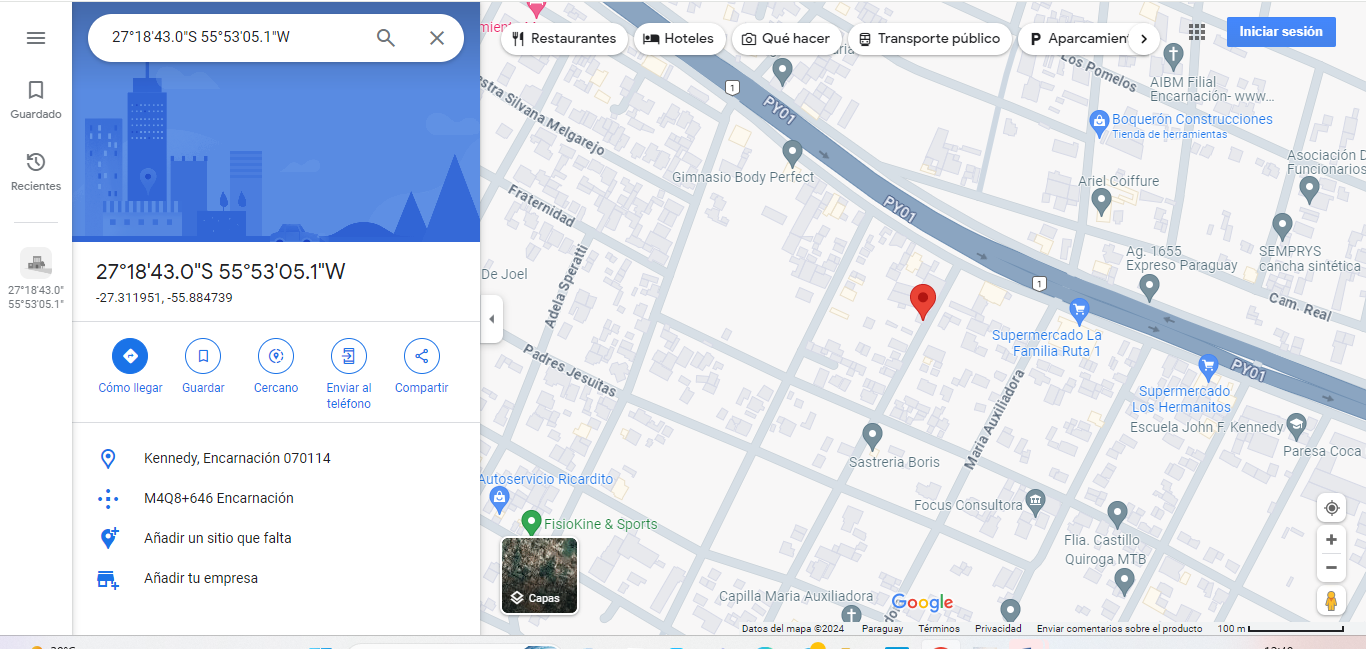 27°18'43.0"S 55°53'05.1"W
Guardado
Recientes
27°18'43.0"
55°53'05.1"
27°18'43.0"S 55°53'05.1"W
-27.311951, -55.884739
Cómo llegar
Guardar
Cercano
Enviar al
teléfono
Compartir
Kennedy, Encarnación 070114
M4Q8+646 Encarnación
Añadir un sitio que falta
Añadir tu empresa
Restaurantes
Hoteles
Qué hacer
Transporte público
Aparcamien
Iniciar sesión
Los Pomelos
AIBM Filial
Encarnación- www...
1
PY01
Boquerón Construcciones
Tienda de herramientas
estra Silvana Melgarejo
Gimnasio Body Perfect
Asociación D
Funcionarios
Ariel Coiffure
Fraternidad
PY01
Ag. 1655
Expreso Paraguay
SEMPRYS
cancha sintética
De Joel
Adela Speratti
1
Cam. Real
Supermercado La
Familia Ruta 1
Padres Jesuitas
PY01
Supermercado
Los Hermanitos
Maria Auxiliadora
Escuela John F. Kennedy
Paresa Coca
Sastreria Boris
Autoservicio Ricardito
Focus Consultora
FisioKine & Sports
Flia. Castillo
Quiroga MTB
Capas
Capilla Maria Auxiliadora
Google
Datos del mapa ©2024 Paraguay Términos Privacidad Enviar comentarios sobre el producto 100 m